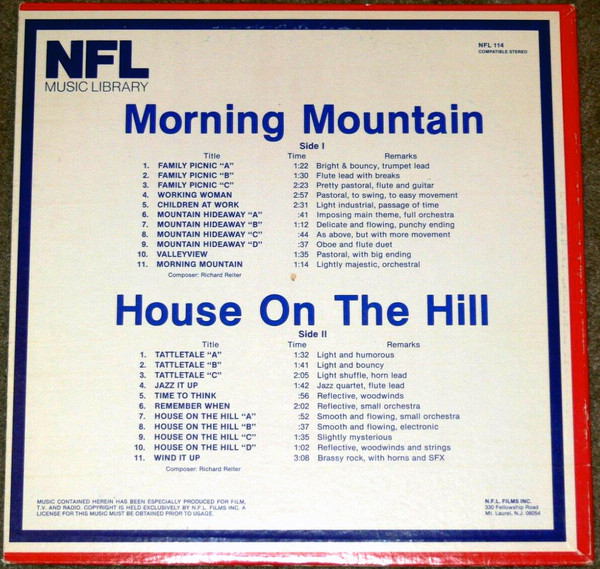 NFL
MUSIC LIBRARY
NFL 114
COMPATIBLE STEREO
Morning Mountain
Side I
Title Time Remarks
1. FAMILY PICNIC "A" 1:22 Bright & bouncy, trumpet lead
2. FAMILY PICNIC "B" 1:30 Flute lead with breaks
3. FAMILY PICNIC "C" 2:23 Pretty pastoral, flute and guitar
4. WORKING WOMAN 2:57 Pastoral, to swing, to easy movement
5. CHILDREN AT WORK 2:31 Light industrial, passage of time
6. MOUNTAIN HIDEAWAY "A" :41 Imposing main theme, full orchestra
7. MOUNTAIN HIDEAWAY "B" 1:12 Delicate and flowing, punchy ending
8. MOUNTAIN HIDEAWAY "C" :44 As above, but with more movement
9. MOUNTAIN HIDEAWAY "D" :37 Oboe and flute duet
10. VALLEYVIEW 1:35 Pastoral, with big ending
11. MORNING MOUNTAIN 1:14 Lightly majestic, orchestral
Composer: Richard Reiter
House On The Hill
Side II
Title Time Remarks
1. TATTLETALE "A" 1:32 Light and humorous
2. TATTLETALE "B" 1:41 Light and bouncy
3. TATTLETALE "C" 2:05 Light shuffle, horn lead
4. JAZZ IT UP 1:42 Jazz quartet, flute lead
5. TIME TO THINK :56 Reflective, woodwinds
6. REMEMBER WHEN 2:02 Reflective, small orchestra
7. HOUSE ON THE HILL "A" :52 Smooth and flowing, small orchestra
8. HOUSE ON THE HILL "B" :37 Smooth and flowing, electronic
9. HOUSE ON THE HILL "C" 1:35 Slightly mysterious
10. HOUSE ON THE HILL "D" 1:02 Reflective, woodwinds and strings
11. WIND IT UP 3:08 Brassy rock, with horns and SFX
Composer: Richard Reiter
MUSIC CONTAINED HEREIN HAS BEEN ESPECIALLY PRODUCED FOR FILM,
T.V. AND RADIO. COPYRIGHT IS HELD EXCLUSIVELY BY N.F.L. FILMS INC. A
LICENSE FOR THIS MUSIC MUST BE OBTAINED PRIOR TO USAGE.
N.F.L. FILMS INC.
330 Fellowship Road
Mt. Laurel, N.J. 08054